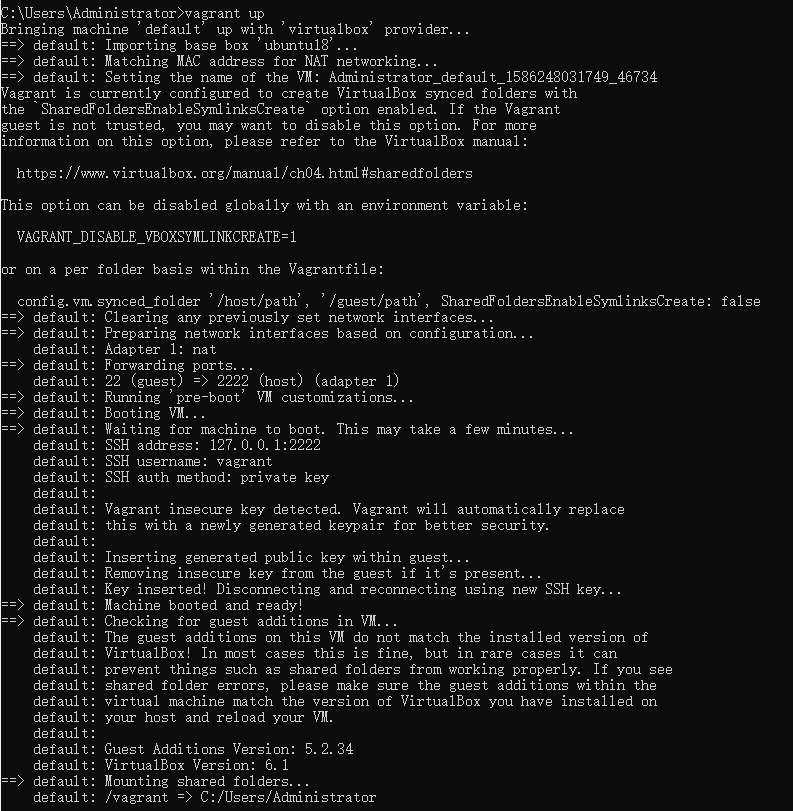 C:\Users\Administrator>vagrant up
Bringing machine 'default' up with 'virtualbox' provider...
==> default: Importing base box 'ubuntu18'...
==> default: Matching MAC address for NAT networking...
==> default: Setting the name of the VM: Administrator_default_1586248031749_46734
Vagrant is currently configured to create VirtualBox synced folders with
the `SharedFoldersEnableSymlinksCreate` option enabled. If the Vagrant
guest is not trusted, you may want to disable this option. For more
information on this option, please refer to the VirtualBox manual:

  https://www.virtualbox.org/manual/ch04.html#sharedfolders

This option can be disabled globally with an environment variable:

  VAGRANT_DISABLE_VBOXSYMLINKCREATE=1

or on a per folder basis within the Vagrantfile:

  config.vm.synced_folder '/host/path', '/guest/path', SharedFoldersEnableSymlinksCreate: false
==> default: Clearing any previously set network interfaces...
==> default: Preparing network interfaces based on configuration...
    default: Adapter 1: nat
==> default: Forwarding ports...
    default: 22 (guest) => 2222 (host) (adapter 1)
==> default: Running 'pre-boot' VM customizations...
==> default: Booting VM...
==> default: Waiting for machine to boot. This may take a few minutes...
    default: SSH address: 127.0.0.1:2222
    default: SSH username: vagrant
    default: SSH auth method: private key
    default:
    default: Vagrant insecure key detected. Vagrant will automatically replace
    default: this with a newly generated keypair for better security.
    default:
    default: Inserting generated public key within guest...
    default: Removing insecure key from the guest if it's present...
    default: Key inserted! Disconnecting and reconnecting using new SSH key...
==> default: Machine booted and ready!
==> default: Checking for guest additions in VM...
    default: The guest additions on this VM do not match the installed version of
    default: VirtualBox! In most cases this is fine, but in rare cases it can
    default: prevent things such as shared folders from working properly. If you see
    default: shared folder errors, please make sure the guest additions within the
    default: virtual machine match the version of VirtualBox you have installed on
    default: your host and reload your VM.
    default:
    default: Guest Additions Version: 5.2.34
    default: VirtualBox Version: 6.1
==> default: Mounting shared folders...
    default: /vagrant => C:/Users/Administrator